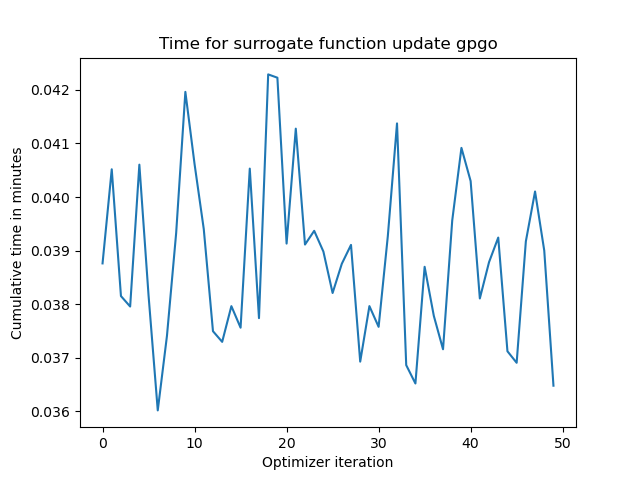 Time for surrogate function update gpgo
0.042
0.041
0.040
0.039
0.038
0.037
0.036
Cumulative time in minutes
0 10 20 30 40 50
Optimizer iteration